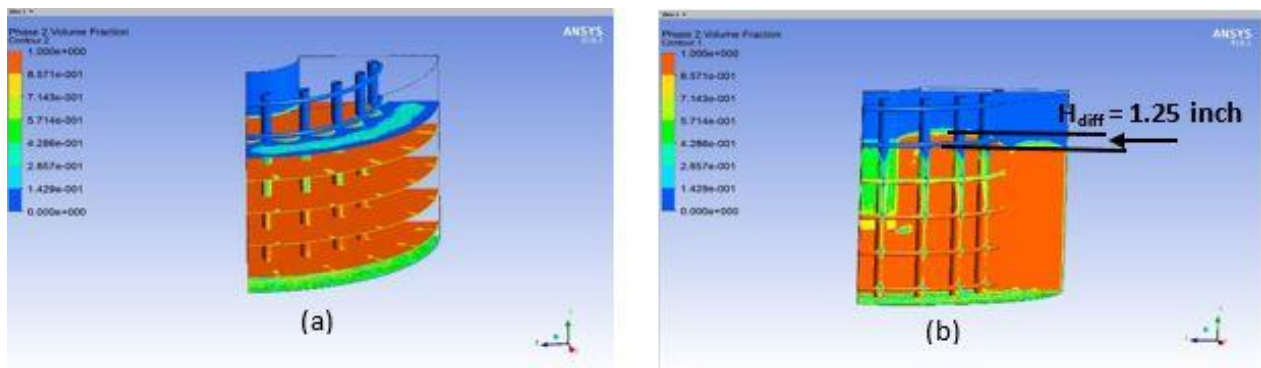 Phase 2.Volume Fraction
Contour 2
1.000e+000
8.571e-001
7.143e-001
5.714e-001
4.286e-001
2.857e-001
1.429e-001
0.000e+000
ANSYS
(a)
Phase 2.Volume Fraction
Contour 1
1.000e+000
8.571e-001
7.143e-001
5.714e-001
4.286e-001
2.857e-001
1.429e-001
0.000e+000
ANSYS
Hdiff = 1.25 inch
(b)